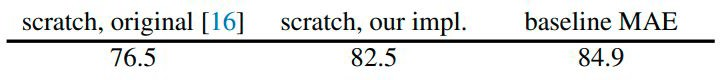 scratch, original [16] scratch, our impl. baseline MAE
76.5 82.5 84.9